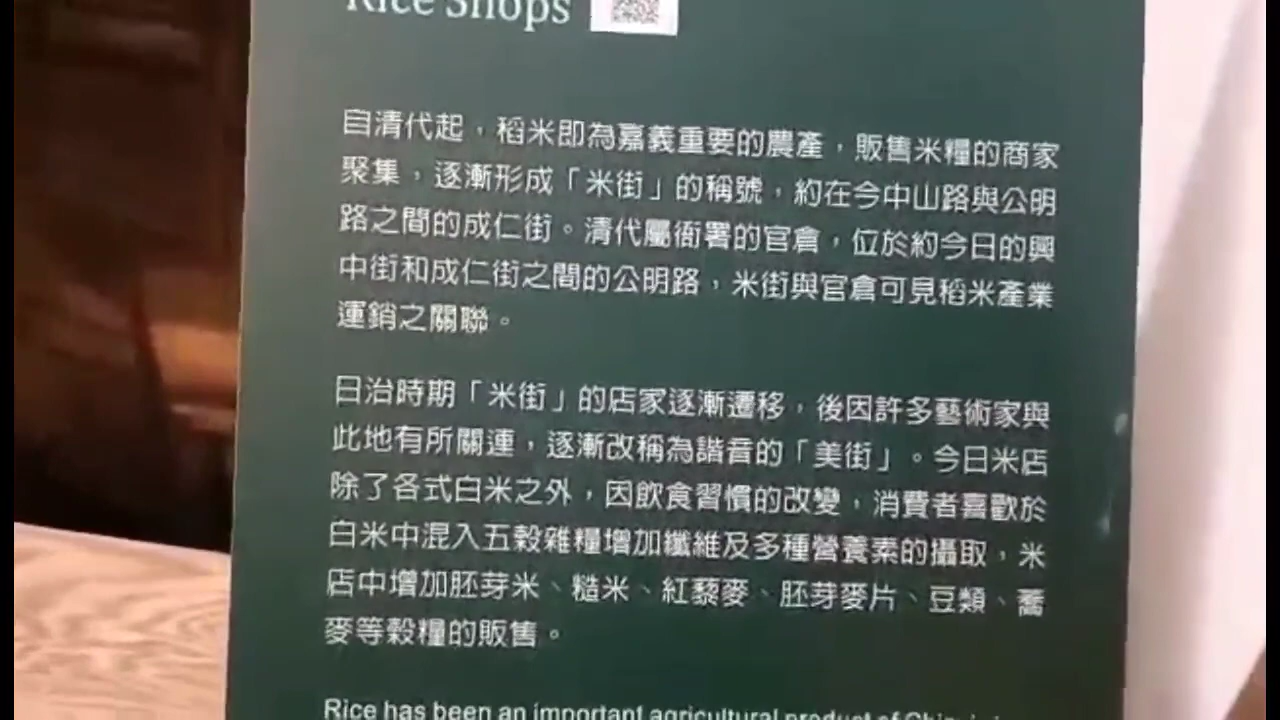 Rice Shops
自清代起，稻米即為嘉義重要的農產，販售米糧的商家
聚集，逐漸形成「米街」的稱號，約在今中山路與公明
路之間的成仁街。清代屬衙署的官倉，位於約今日的興
中街和成仁街之間的公明路，米街與官倉可見稻米產業
運銷之關聯。
日治時期「米街」的店家逐漸遷移，後因許多藝術家與
此地有所關連，逐漸改稱為諧音的「美街」。今日米店
除了各式白米之外，因飲食習慣的改變，消費者喜歡於
白米中混入五穀雜糧增加纖維及多種營養素的攝取，米
店中增加胚芽米、糙米、紅藜麥、胚芽麥片、豆類、蕎
麥等穀糧的販售。
Rice has been an important agricultural product of